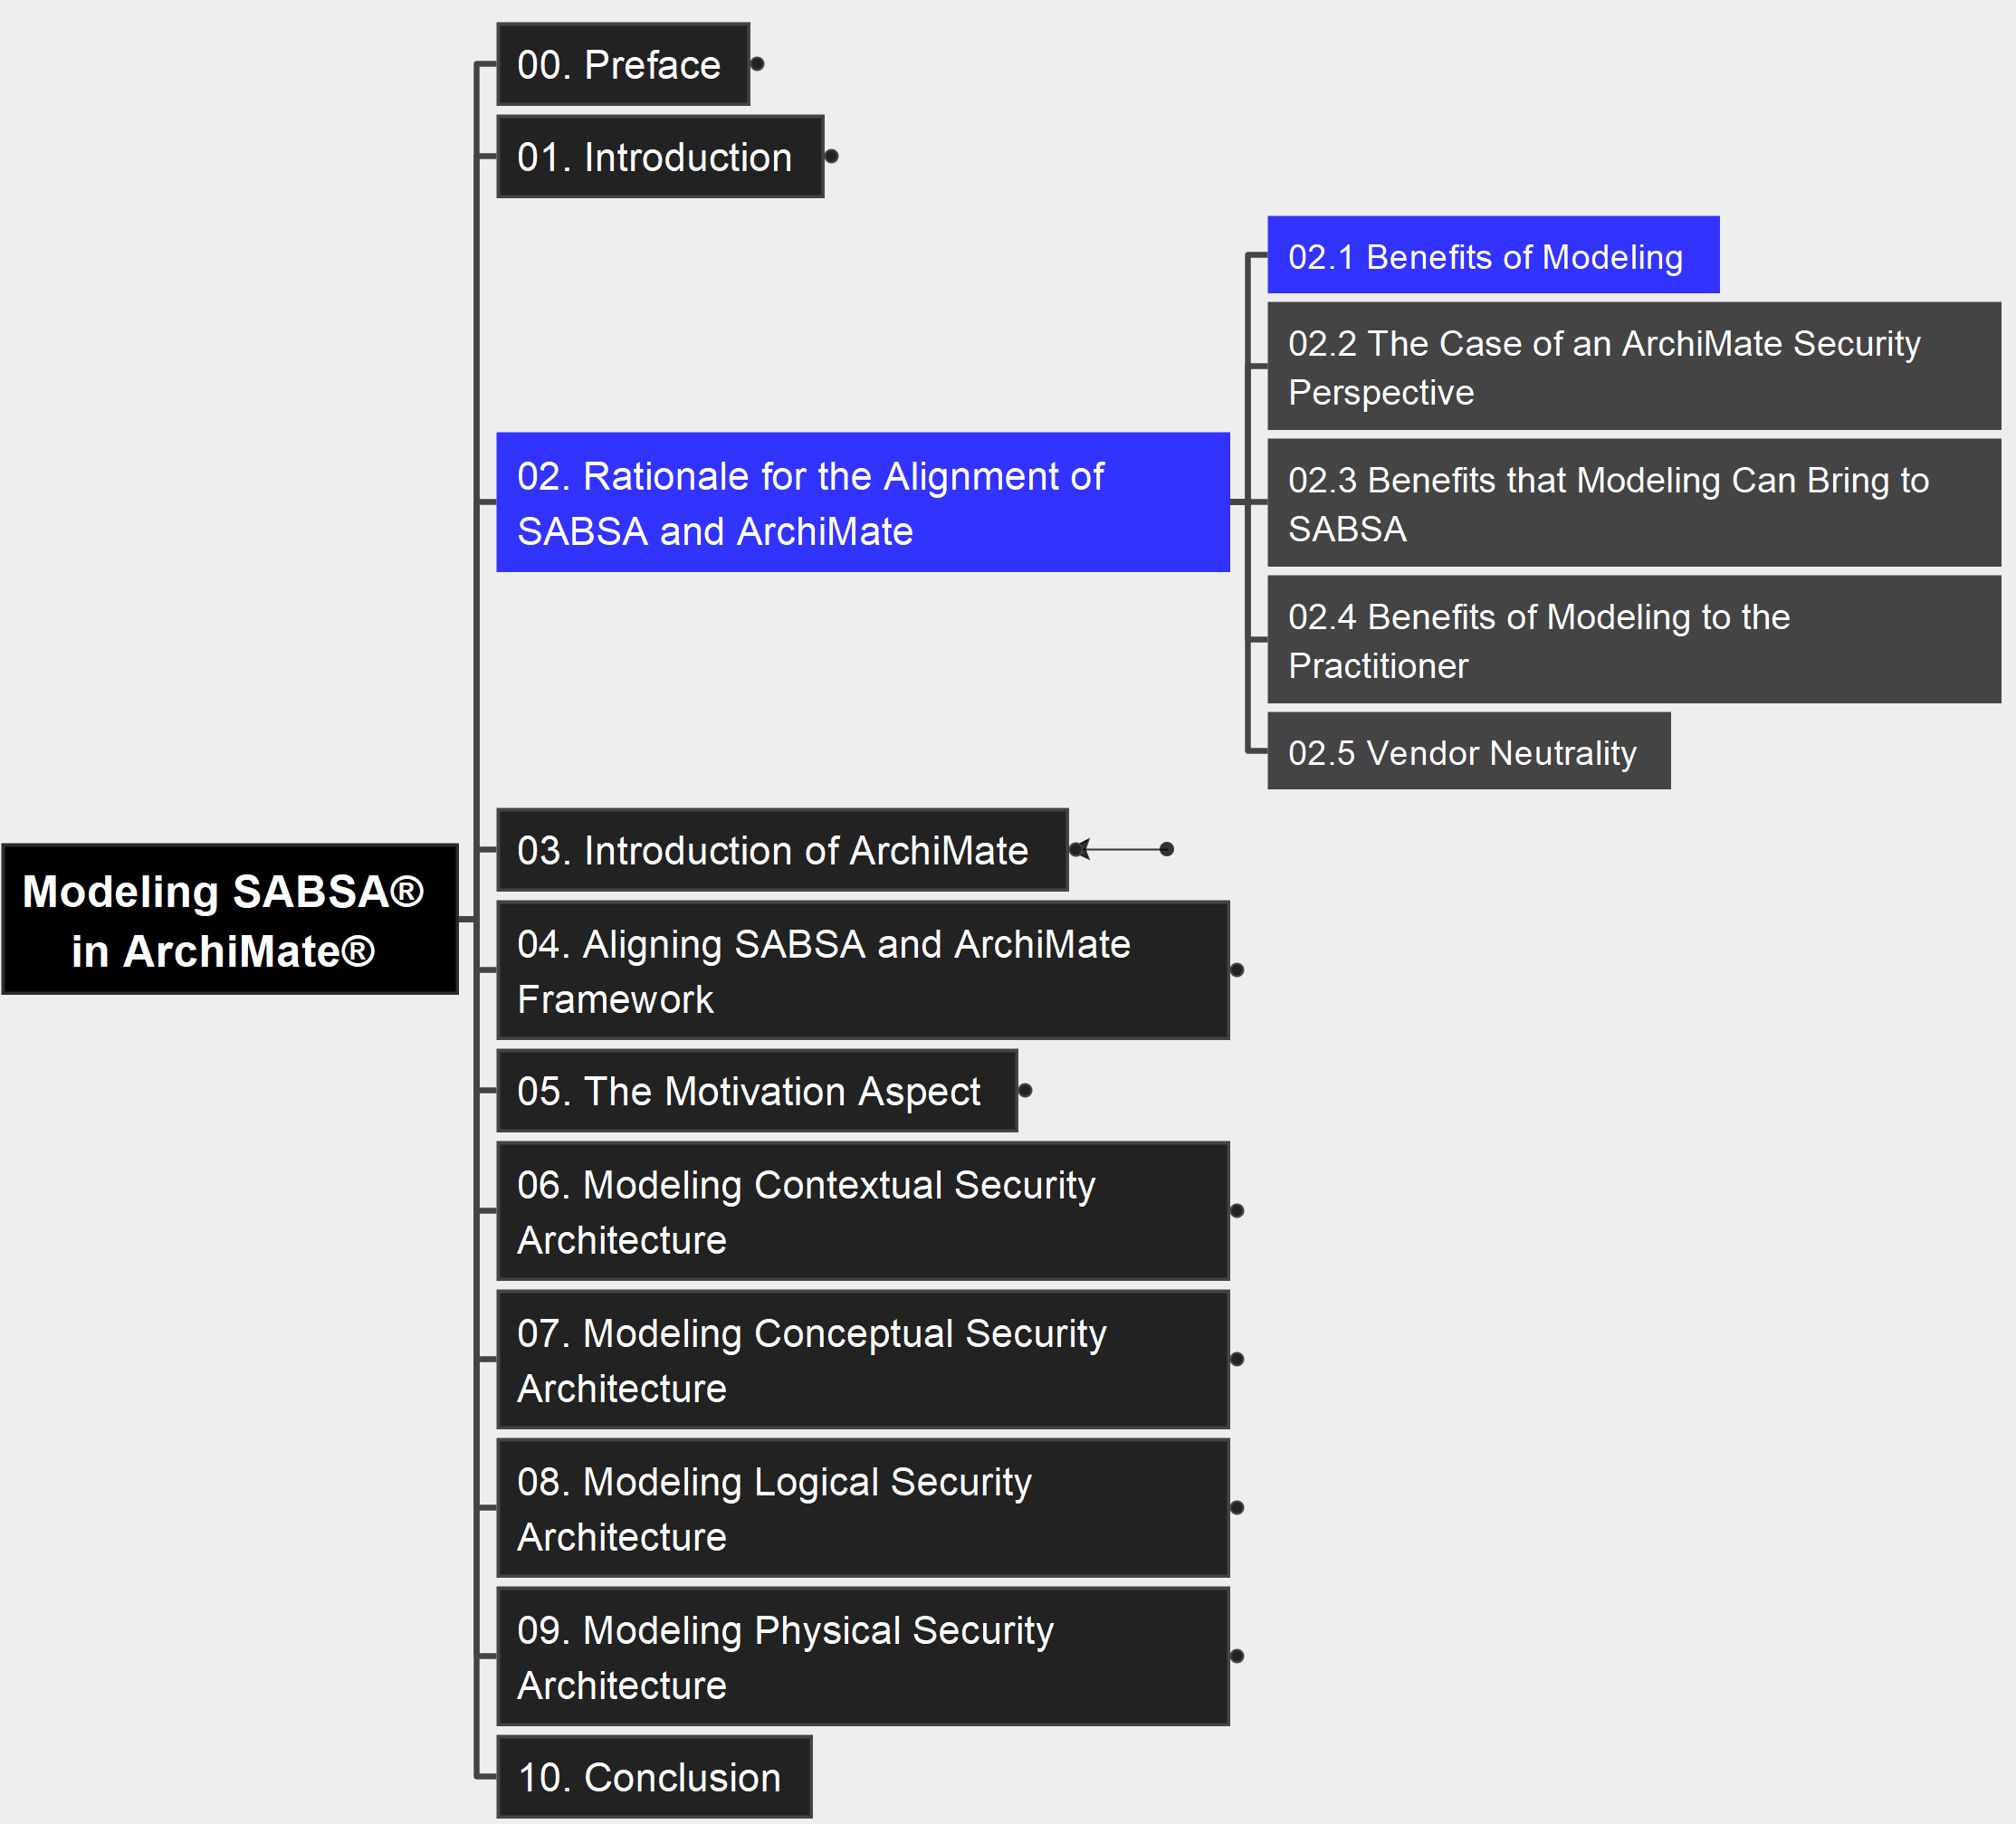 00. Preface
01. Introduction
02.1 Benefits of Modeling
02.2 The Case of an ArchiMate Security
Perspective
02. Rationale for the Alignment of
SABSA and ArchiMate
02.3 Benefits that Modeling Can Bring to
SABSA
02.4 Benefits of Modeling to the
Practitioner
02.5 Vendor Neutrality
03. Introduction of ArchiMate
Modeling SABSA®
in ArchiMate®
04. Aligning SABSA and ArchiMate
Framework
05. The Motivation Aspect
06. Modeling Contextual Security
Architecture
07. Modeling Conceptual Security
Architecture
08. Modeling Logical Security
Architecture
09. Modeling Physical Security
Architecture
10. Conclusion